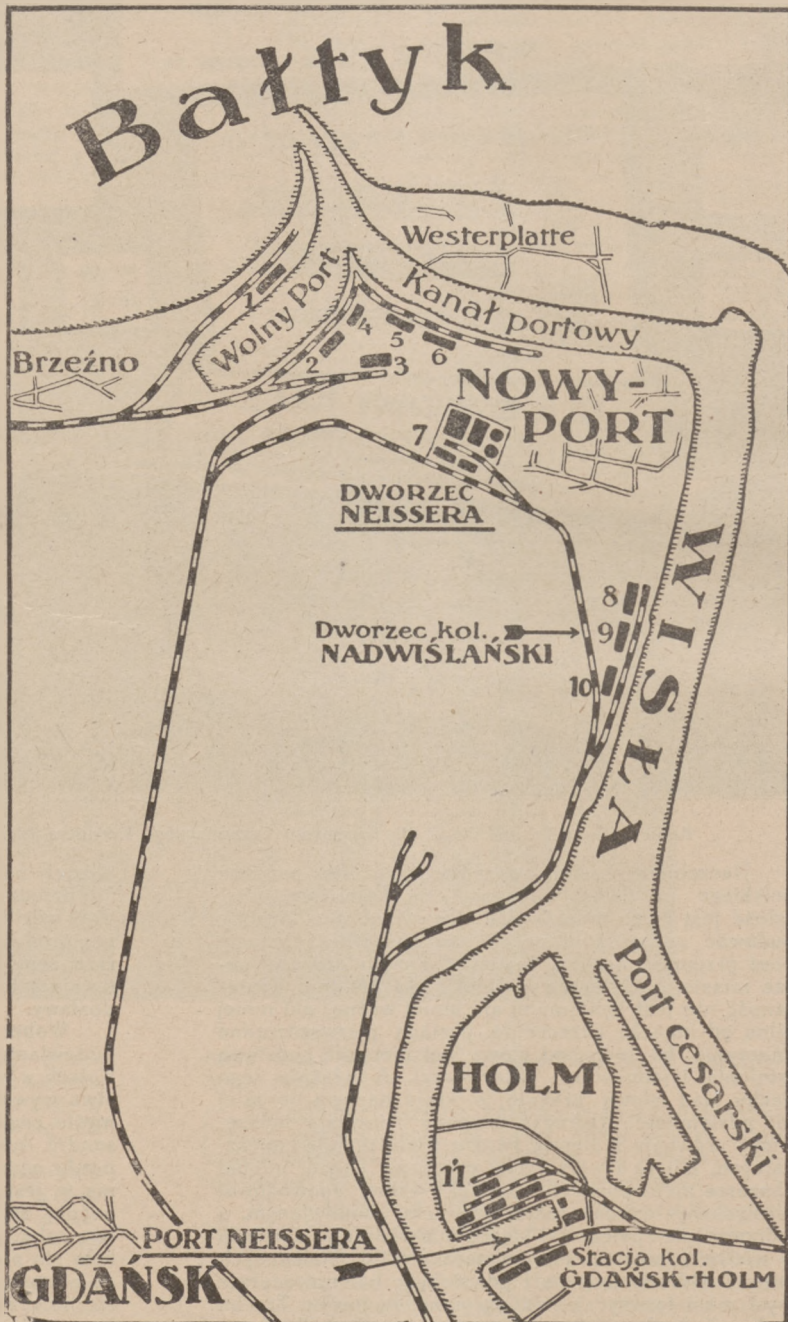 Bałtyk
Westerplatte
Kanał portowy
Wolny Port
1
Brzeźno
2
4
3
5
6
NOWY-
PORT
7
DWORZEC
NEISSERA
WISŁA
8
Dworzec kol.
NADWIŚLAŃSKI
9
10
Port cesarski
HOLM
11
PORT NEISSERA
GDAŃSK
Stacja kol.
GDAŃSK-HOLM